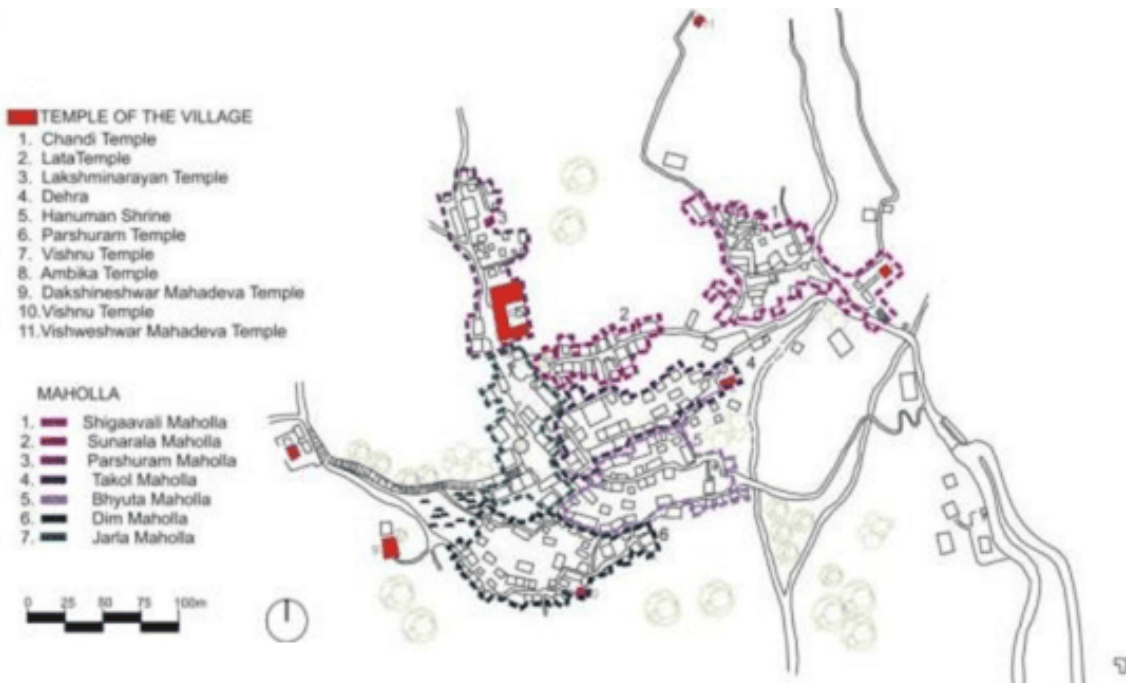 TEMPLE OF THE VILLAGE
1. Chandi Temple
2. LataTemple
3. Lakshminarayan Temple
4. Dehra
5. Hanuman Shrine
6. Parshuram Temple
7. Vishnu Temple
8. Ambika Temple
9. Dakshineshwar Mahadeva Temple
10.Vishnu Temple
11.Vishweshwar Mahadeva Temple
MAHOLLA
1. Shigaavali Maholla
2. Sunarala Maholla
3. Parshuram Maholla
4. Takol Maholla
5. Bhyuta Maholla
6. Dim Maholla
7. Jarla Maholla
0 25 50 75 100m
1
2
4
5
6